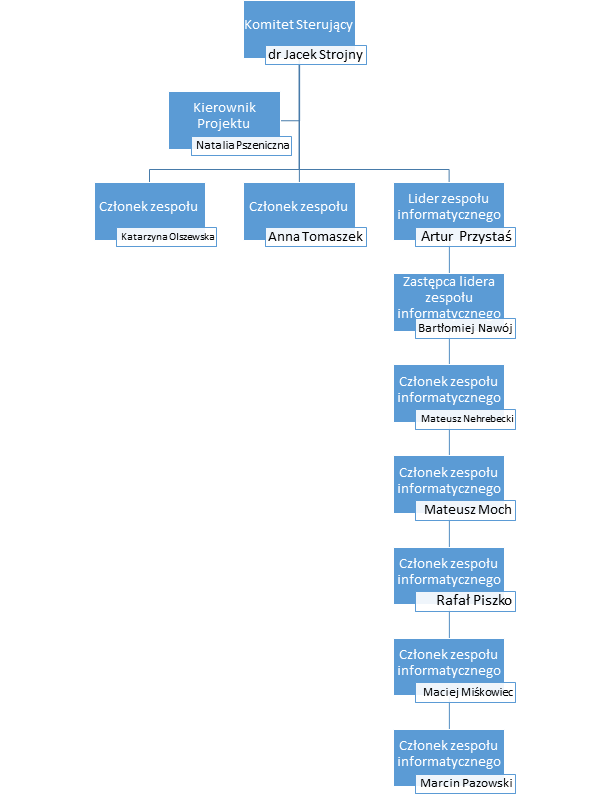 Komitet Sterujący
dr Jacek Strojny
Kierownik
Projektu
Natalia Pszeniczna
Członek zespołu
Katarzyna Olszewska
Członek zespołu
Anna Tomaszek
Lider zespołu
informatycznego
Artur Przystaś
Zastępca lidera
zespołu
informatycznego
Bartłomiej Nawój
Członek zespołu
informatycznego
Mateusz Nehrebecki
Członek zespołu
informatycznego
Mateusz Moch
Członek zespołu
informatycznego
Rafał Piszko
Członek zespołu
informatycznego
Maciej Miśkowiec
Członek zespołu
informatycznego
Marcin Pazowski